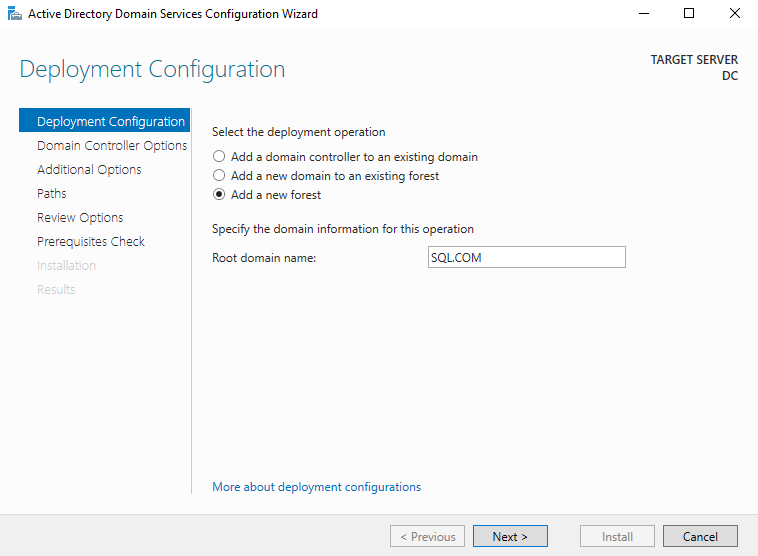 Active Directory Domain Services Configuration Wizard
Deployment Configuration
TARGET SERVER
DC
Deployment Configuration
Domain Controller Options
Additional Options
Paths
Review Options
Prerequisites Check
Installation
Results
Select the deployment operation
Add a domain controller to an existing domain
Add a new domain to an existing forest
Add a new forest
Specify the domain information for this operation
Root domain name: SQL.COM
More about deployment configurations
< Previous Next > Install Cancel